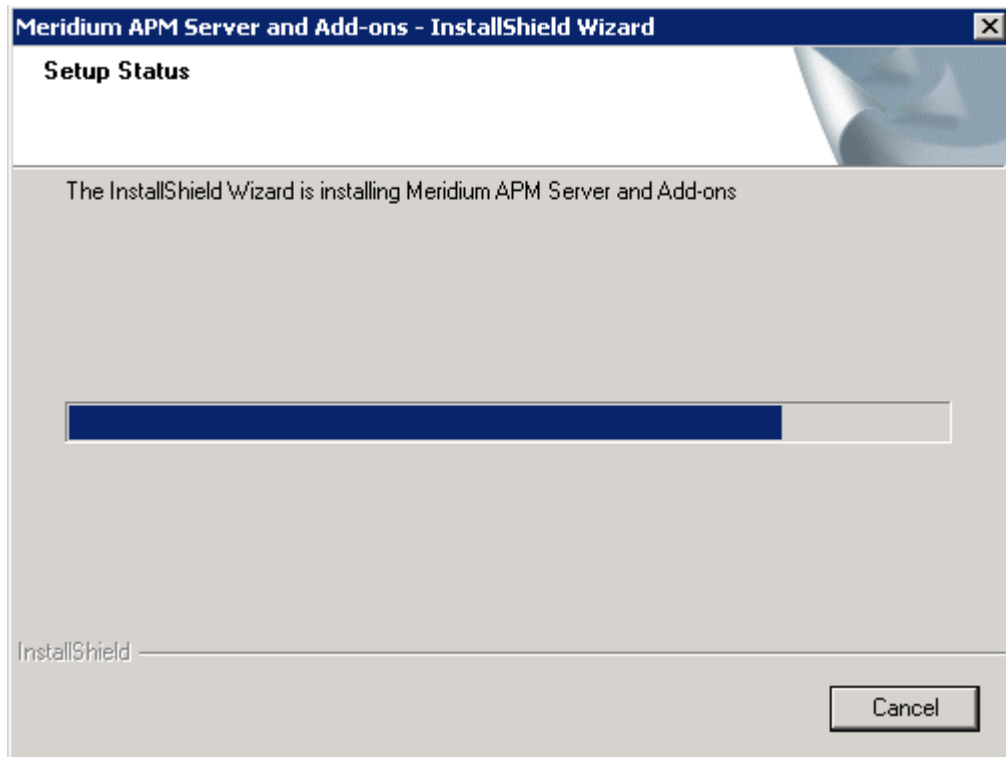 Meridium APM Server and Add-ons - InstallShield Wizard
Setup Status
The InstallShield Wizard is installing Meridium APM Server and Add-ons
InstallShield
Cancel